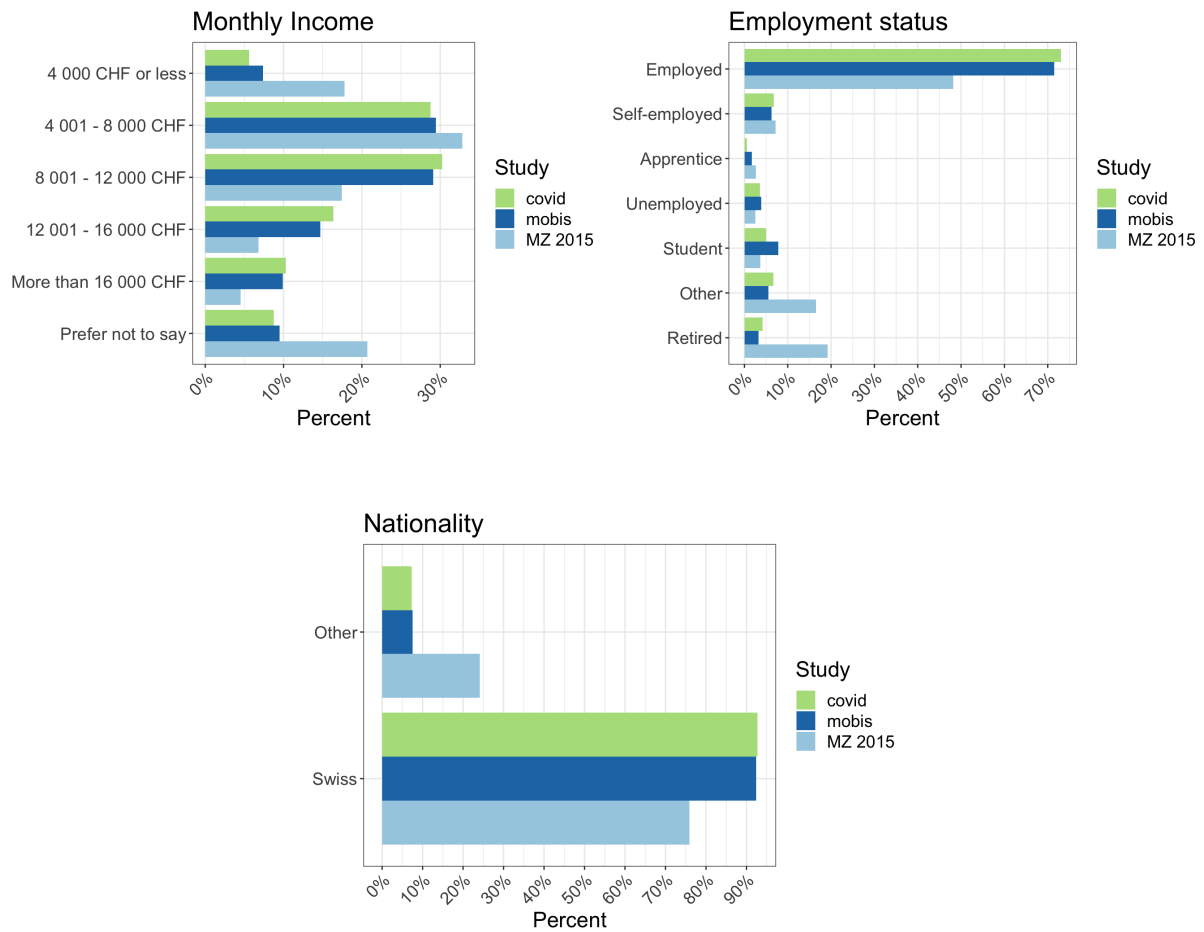 Monthly Income
4 000 CHF or less
4 001 - 8 000 CHF
8 001 - 12 000 CHF
12 001 - 16 000 CHF
More than 16 000 CHF
Prefer not to say
0%
10%
20%
30%
Percent
Study
covid
mobis
MZ 2015
Employment status
Employed
Self-employed
Apprentice
Unemployed
Student
Other
Retired
0%
10%
20%
30%
40%
50%
60%
70%
Percent
Study
covid
mobis
MZ 2015
Nationality
Other
Swiss
0%
10%
20%
30%
40%
50%
60%
70%
80%
90%
Percent
Study
covid
mobis
MZ 2015